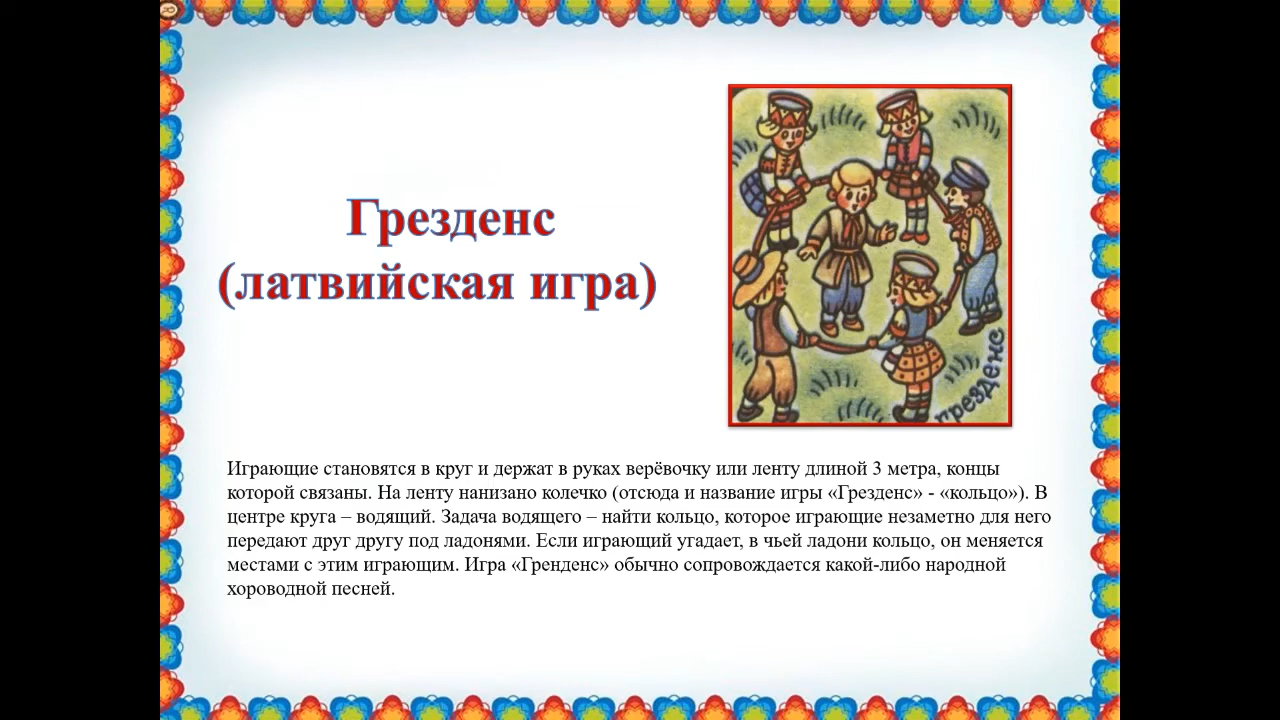 Грезденс
(латвийская игра)
грезденс
Играющие становятся в круг и держат в руках верёвочку или ленту длиной 3 метра, концы
которой связаны. На ленту нанизано колечко (отсюда и название игры «Грезденс» - «кольцо»). В
центре круга – водящий. Задача водящего – найти кольцо, которое играющие незаметно для него
передают друг другу под ладонями. Если играющий угадает, в чьей ладони кольцо, он меняется
местами с этим играющим. Игра «Гренденс» обычно сопровождается какой-либо народной
хороводной песней.